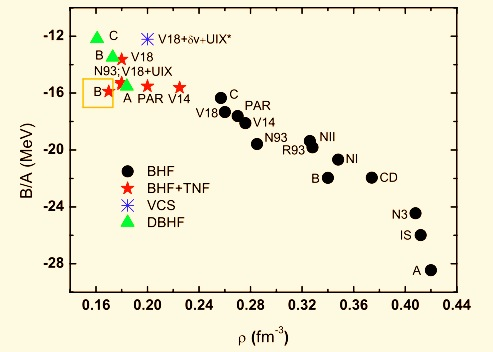 -12
-16
-20
-24
-28
B/A (MeV)
C
V18+δv+UIX*
B
V18
N93; V18+UIX
B
A
PAR
V14
C
V18
PAR
V14
N93
NII
R93
NI
B
CD
N3
IS
A
BHF
BHF+TNF
VCS
DBHF
0.16 0.20 0.24 0.28 0.32 0.36 0.40 0.44
ρ (fm⁻³)